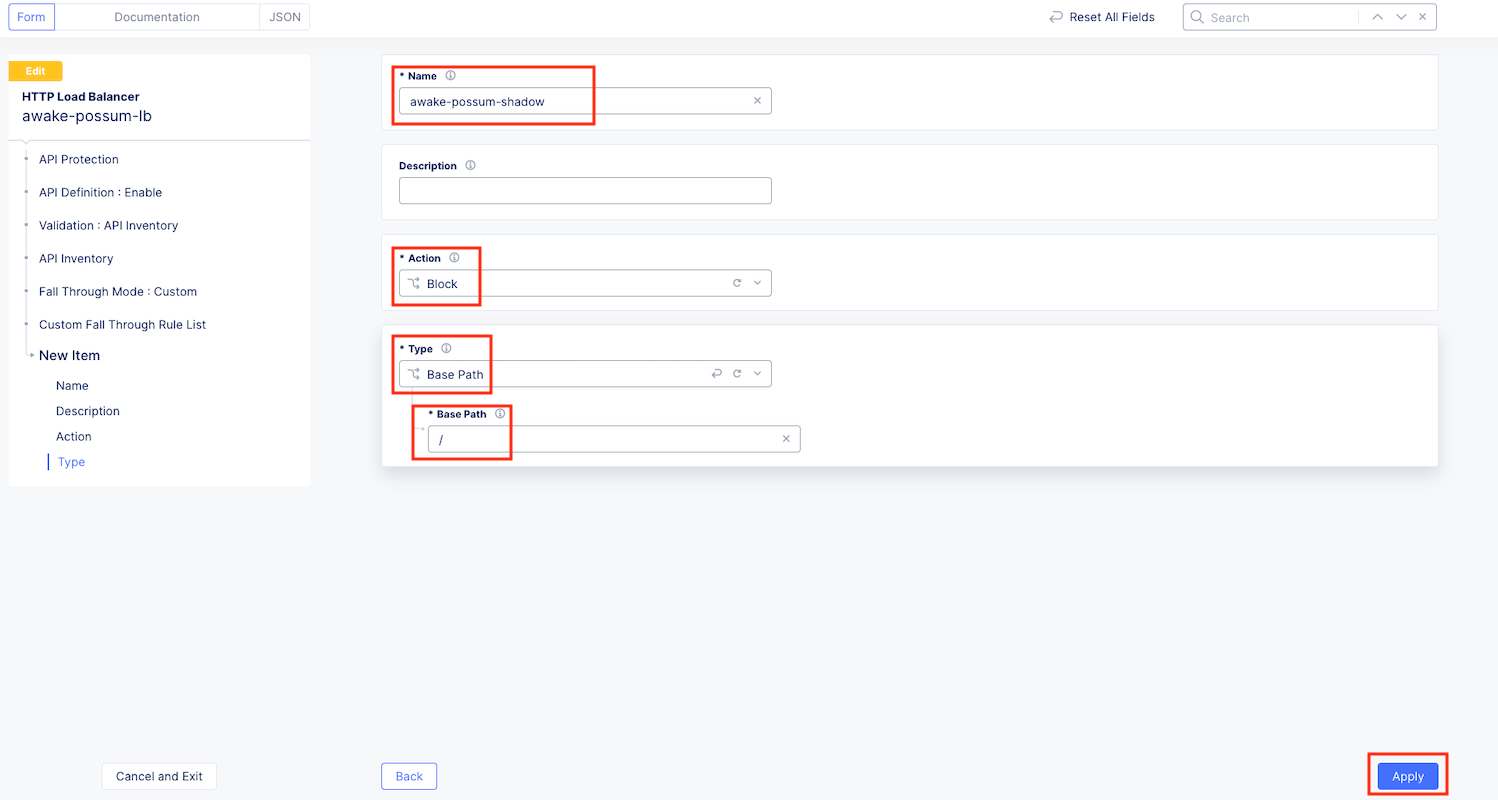 Form
Documentation
JSON
Reset All Fields
Search
Edit
HTTP Load Balancer
awake-possum-lb
API Protection
API Definition : Enable
Validation : API Inventory
API Inventory
Fall Through Mode : Custom
Custom Fall Through Rule List
New Item
Name
Description
Action
Type
* Name
awake-possum-shadow
Description
* Action
Block
* Type
Base Path
* Base Path
/
Cancel and Exit
Back
Apply